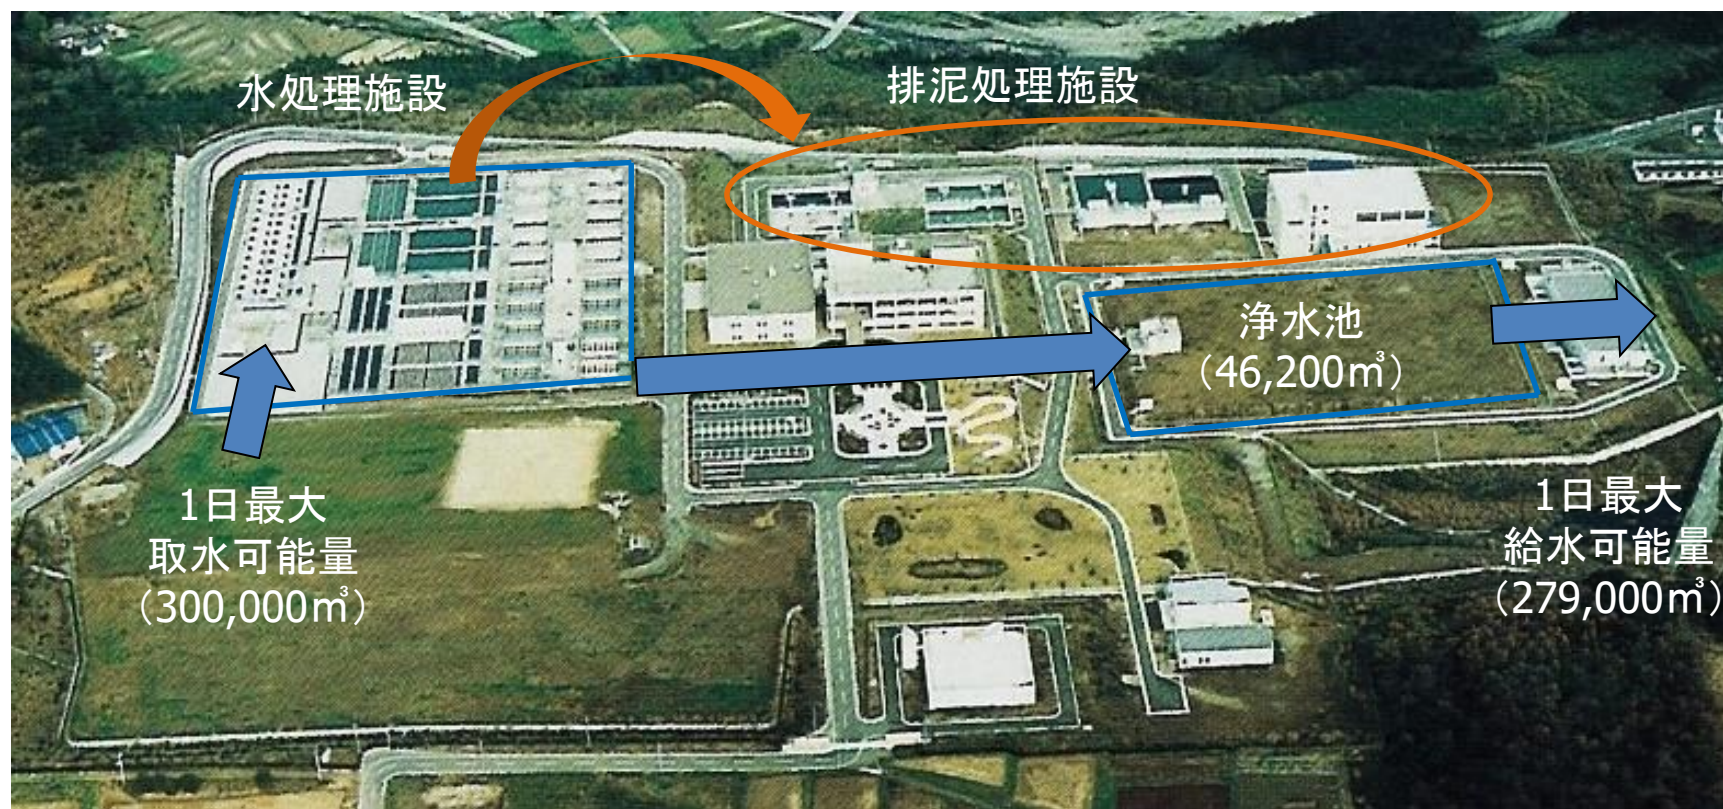 水処理施設
排泥処理施設
浄水池
（46,200㎥）
1日最大
取水可能量
（300,000㎥）
1日最大
給水可能量
（279,000㎥）